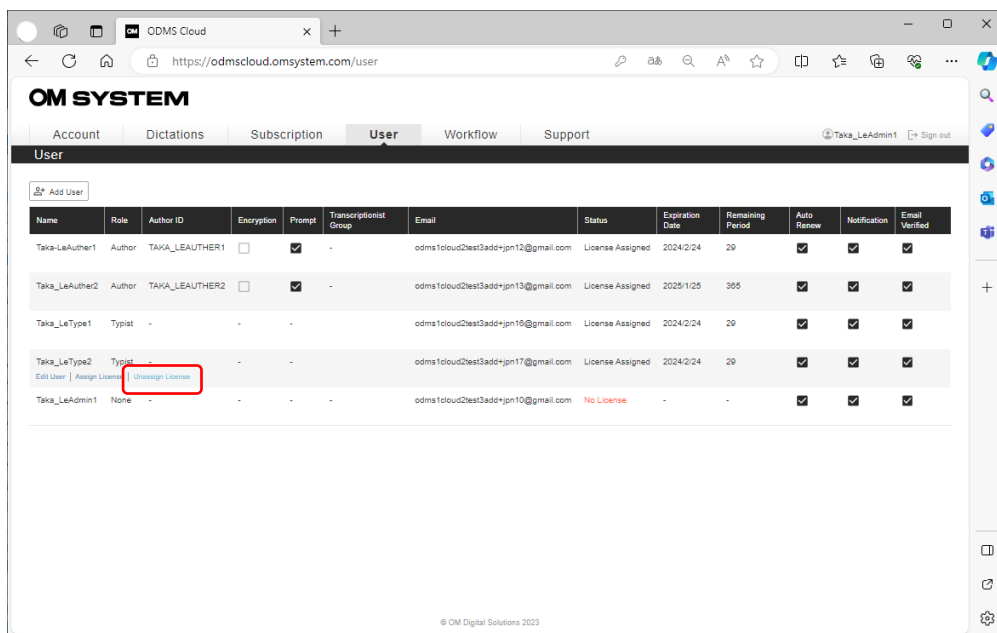 ODMS Cloud
https://odmscloud.omsystem.com/user
OM SYSTEM
Account Dictations Subscription User Workflow Support Taka_LeAdmin1 Sign out
User
Add User
Name Role Author ID Encryption Prompt Transcriptionist Group Email Status Expiration Date Remaining Period Auto Renew Notification Email Verified
Taka-LeAuther1 Author TAKA_LEAUTHER1 - odms1cloud2test3add+jpn12@gmail.com License Assigned 2024/2/24 29
Taka_LeAuther2 Author TAKA_LEAUTHER2 - odms1cloud2test3add+jpn13@gmail.com License Assigned 2025/1/25 365
Taka_LeType1 Typist - - - odms1cloud2test3add+jpn16@gmail.com License Assigned 2024/2/24 29
Taka_LeType2 Typist - - - odms1cloud2test3add+jpn17@gmail.com License Assigned 2024/2/24 29
Edit User | Assign License | Unassign License
Taka_LeAdmin1 None - - - - odms1cloud2test3add+jpn10@gmail.com No License - -
© OM Digital Solutions 2023